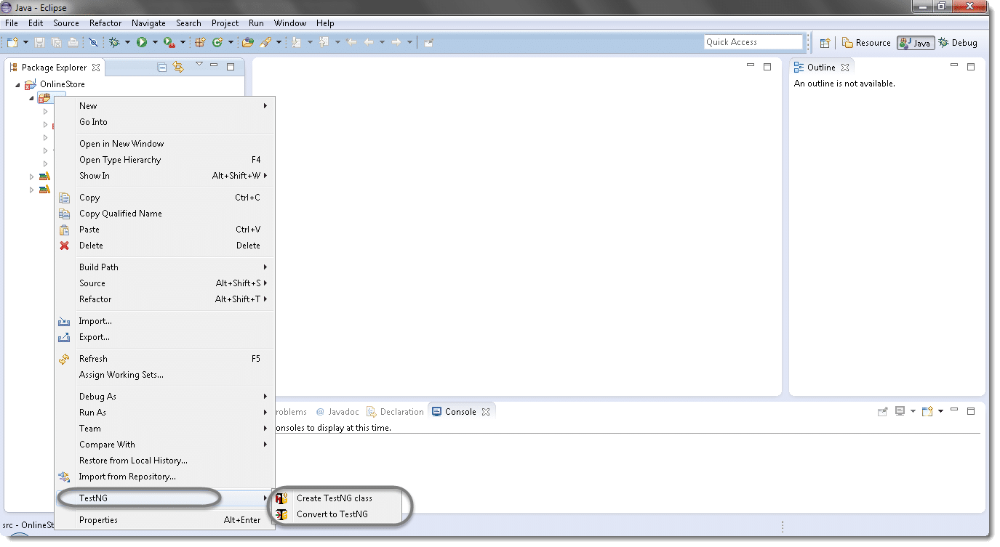 Java - Eclipse
File Edit Source Refactor Navigate Search Project Run Window Help
Quick Access
Resource
Java
Debug
Package Explorer
Outline
OnlineStore
An outline is not available.
New
Go Into
Open in New Window
Open Type Hierarchy F4
Show In Alt+Shift+W
Copy Ctrl+C
Copy Qualified Name
Paste Ctrl+V
Delete Delete
Build Path
Source Alt+Shift+S
Refactor Alt+Shift+T
Import...
Export...
Refresh F5
Assign Working Sets...
Debug As
Run As
Team
Compare With
Restore from Local History...
Import from Repository...
TestNG
Properties Alt+Enter
Create TestNG class
Convert to TestNG
roblems @ Javadoc Declaration Console
onsoles to display at this time.
src - OnlineSt